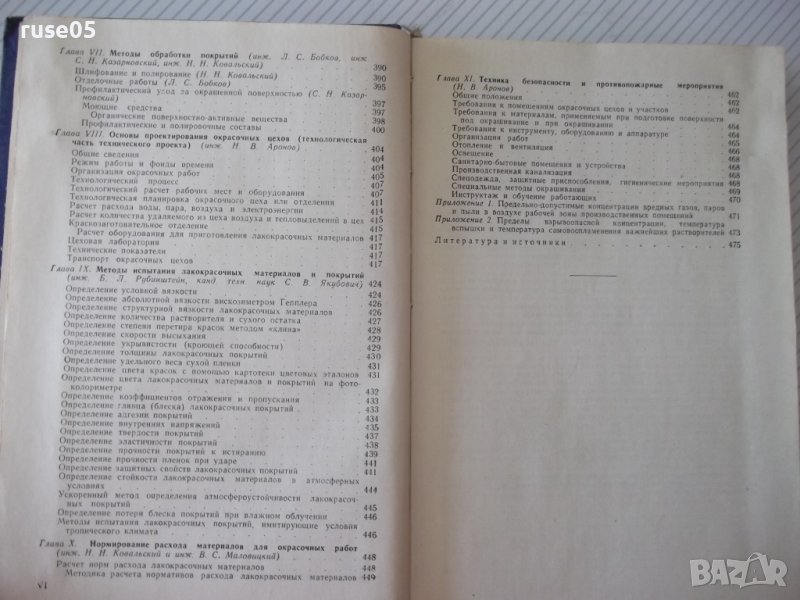 ruse05
Глава VII. Методы обработки покрытий (инж. Л. С. Бобков, инж
С. Н. Казарновский, инж. Н. Н. Ковальский) 390
Шлифование и полирование (Н. Н. Ковальский) 390
Отделочные работы (Л. С. Бобков) 395
Профилактический уход за окрашенной поверхностью (С. Н. Казар-
новский) 397
Моющие средства 397
Органические поверхностью-активные вещества 398
Профилактические и полировочные составы 400
Глава VIII. Основы проектирования окрасочных цехов (технологическая
часть технического проекта) (инж. Н. В. Аронов) 404
Общие сведения 404
Режим работы и фонды времени 404
Организация окрасочных работ 404
Технологический процесс 407
Технологический расчет рабочих мест и оборудования 407
Технологическая планировка окрасочного цеха или отделения 411
Расчет расхода воды, пара, воздуха и электроэнергии 414
Расчет количества удаляемого из цеха воздуха и тепловыделений в цех 415
Краскозаготовительное отделение 415
Расчет оборудования для приготовления лакокрасочных материалов 417
Цеховая лаборатория 417
Технические показатели 417
Транспорт окрасочных цехов 417
Глава IX. Методы испытания лакокрасочных материалов и покрытий
(инж. Б. Л. Рубинштейн, канд техн наук С. В. Якубович) 424
Определение условной вязкости 424
Определение абсолютной вязкости вискозиметром Гепплера 426
Определение структурной вязкости лакокрасочных материалов 426
Определение количества растворителя и сухого остатка 427
Определение степени перетира красок методом «клина» 428
Определение скорости высыхания 429
Определение укрывистости (кроющей способности) 429
Определение толщины лакокрасочных покрытий 430
Определение удельного веса сухой пленки 431
Определение цвета красок с помощью картотеки цветовых эталонов 431
Определение цвета лакокрасочных материалов и покрытий на фото-
колориметре 432
Определение коэффициентов отражения и пропускания 433
Определение глянца (блеска) лакокрасочных покрытий 433
Определение адгезии покрытий 434
Определение внутренних напряжений 435
Определение твердости покрытий 437
Определение эластичности покрытий 438
Определение прочности покрытий к истиранию 439
Определение прочности пленок при ударе 441
Определение защитных свойств лакокрасочных покрытий 441
Определение стойкости лакокрасочных материалов в атмосферных
условиях 444
Ускоренный метод определения атмосфероустойчивости лакокрасоч-
ных покрытий 445
Определение потери блеска покрытий при влажном облучении 446
Методы испытания лакокрасочных покрытий, имитирующие условия
тропического климата 446
Глава X. Нормирование расхода материалов для окрасочных работ
(инж. Н. Н. Ковальский и инж. В. С. Маловицкий) 448
Расчет норм расхода лакокрасочных материалов 448
Методика расчета нормативов расхода лакокрасочных материалов 449
VI
Глава XI. Техника безопасности и противопожарные мероприятия
(Н. В. Аронов) 462
Общие положения 462
Требования к помещениям окрасочных цехов и участков
Требования к материалам, применяемым при подготовке поверхности
под окрашивание и при окрашивании 464
Требования к инструменту, оборудованию и аппаратуре 464
Организация работ
Отопление и вентиляция
Освещение 468
Санитарно-бытовые помещения и устройства 468
Производственная канализация 468
Спецодежда, защитные приспособления, гигиенические мероприятия 468
Специальные методы окрашивания
Инструктаж и обучение работающих 470
Приложение 1. Предельно-допустимые концентрации вредных газов, паров
и пыли в воздухе рабочей зоны производственных помещений 471
Приложение 2 Пределы взрывоопасной концентрации, температура
вспышки и температура самовоспламенения важнейших растворителей 473
Литература и источники 475
BAZAR.bg